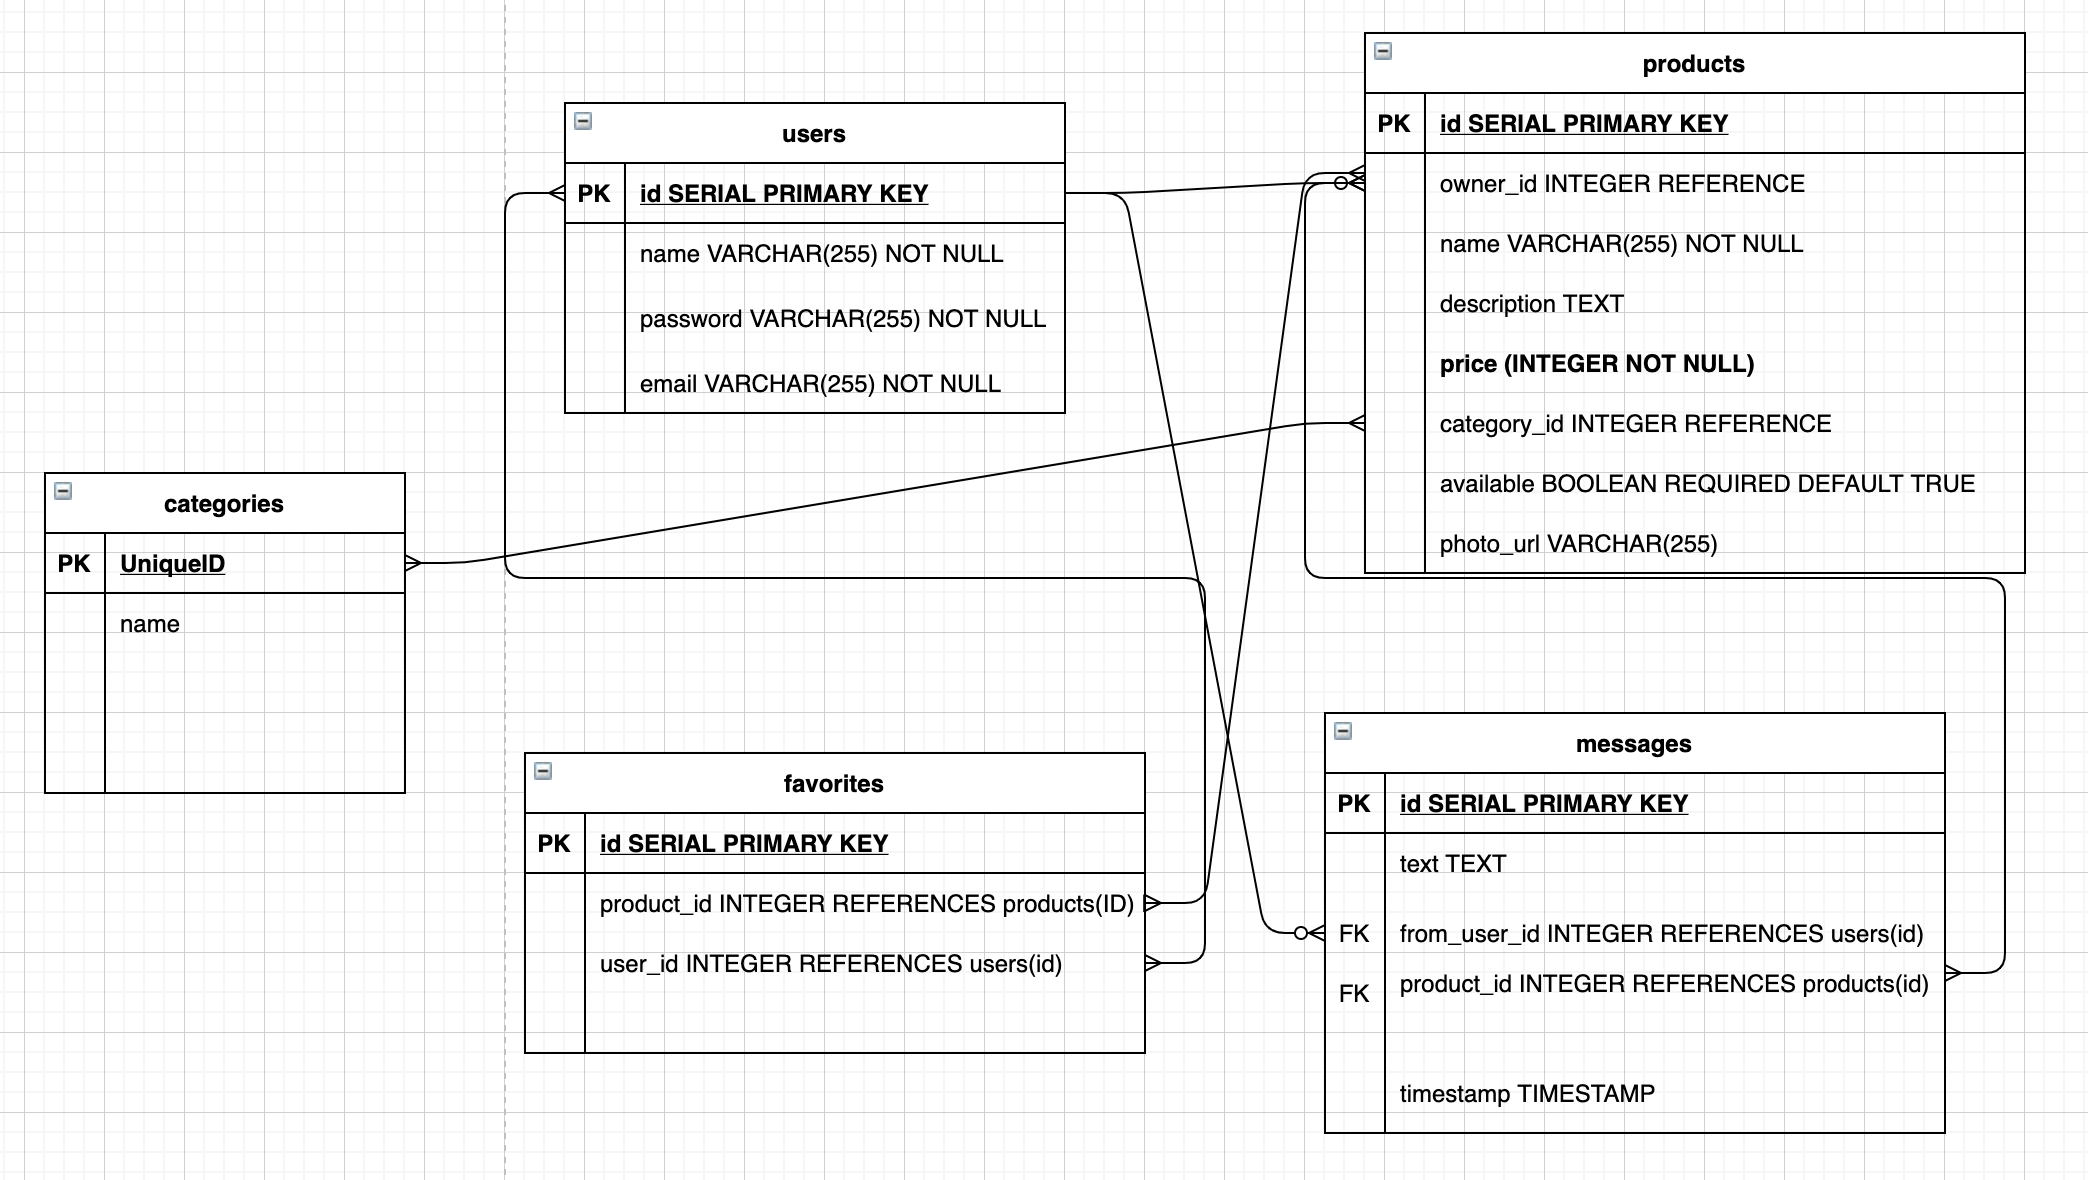 products
PK id SERIAL PRIMARY KEY
owner_id INTEGER REFERENCE
name VARCHAR(255) NOT NULL
description TEXT
price (INTEGER NOT NULL)
category_id INTEGER REFERENCE
available BOOLEAN REQUIRED DEFAULT TRUE
photo_url VARCHAR(255)
users
PK id SERIAL PRIMARY KEY
name VARCHAR(255) NOT NULL
password VARCHAR(255) NOT NULL
email VARCHAR(255) NOT NULL
categories
PK UniqueID
name
favorites
PK id SERIAL PRIMARY KEY
product_id INTEGER REFERENCES products(ID)
user_id INTEGER REFERENCES users(id)
messages
PK id SERIAL PRIMARY KEY
text TEXT
FK from_user_id INTEGER REFERENCES users(id)
FK product_id INTEGER REFERENCES products(id)
timestamp TIMESTAMP